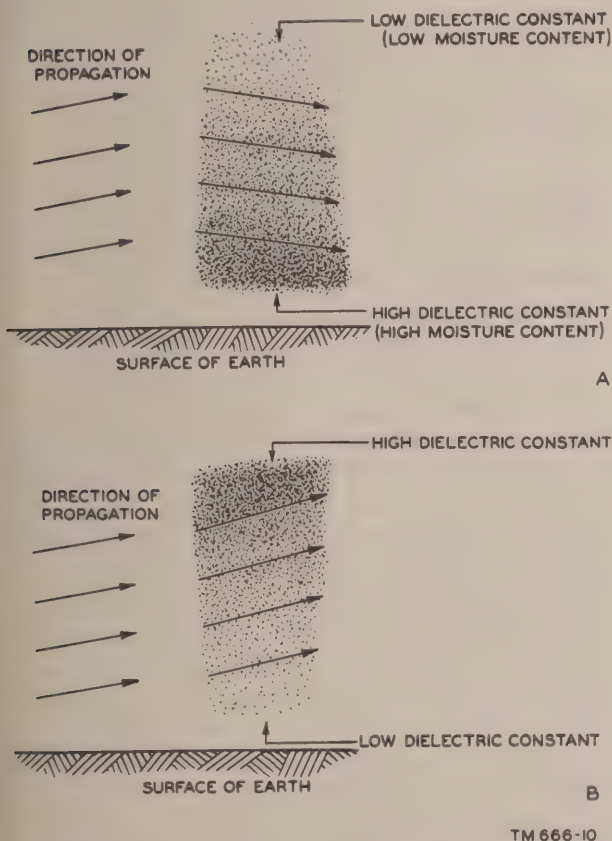 LOW DIELECTRIC CONSTANT
(LOW MOISTURE CONTENT)
DIRECTION OF
PROPAGATION
HIGH DIELECTRIC CONSTANT
(HIGH MOISTURE CONTENT)
SURFACE OF EARTH
A
HIGH DIELECTRIC CONSTANT
DIRECTION OF
PROPAGATION
LOW DIELECTRIC CONSTANT
SURFACE OF EARTH
B
TM 666-10